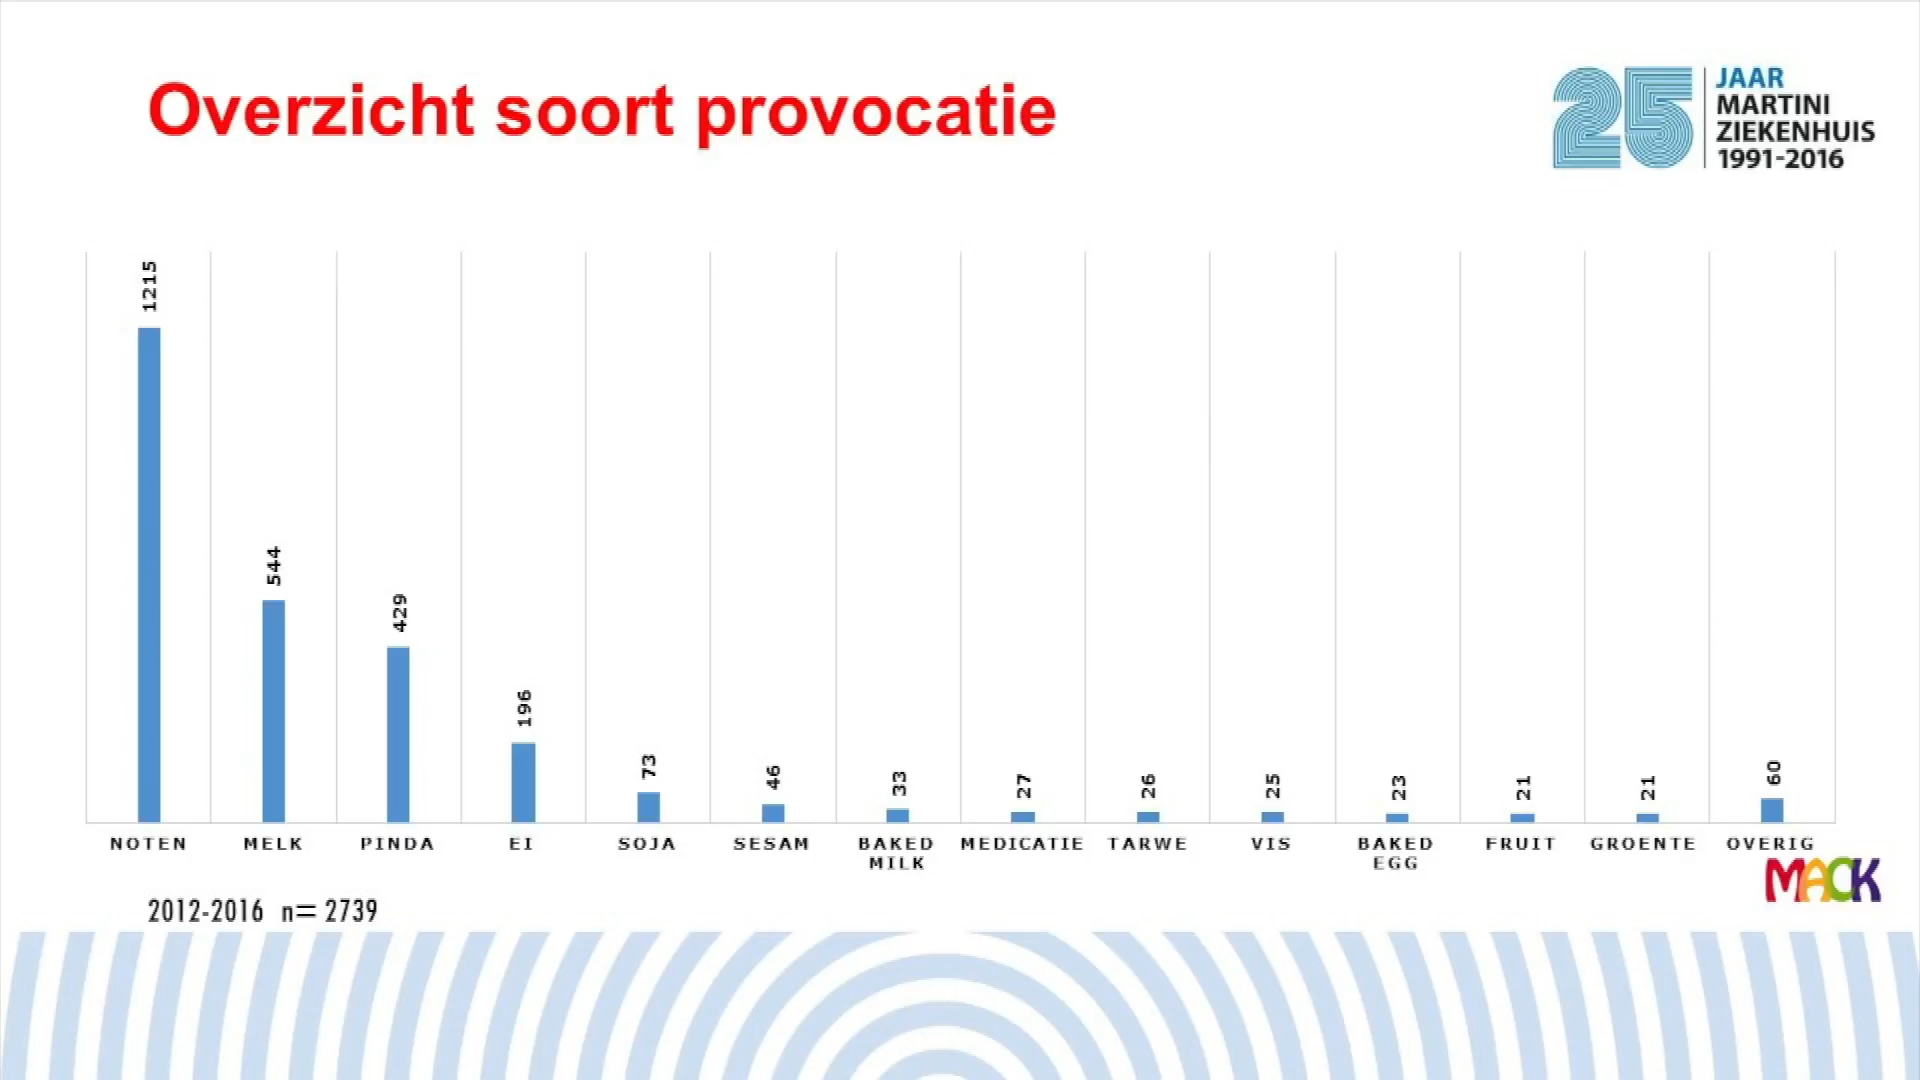 Overzicht soort provocatie
25 JAAR
MARTINI
ZIEKENHUIS
1991-2016
1215
544
429
196
73
46
33
27
26
25
23
21
21
60
NOTEN
MELK
PINDA
EI
SOJA
SESAM
BAKED
MILK
MEDICATIE
TARWE
VIS
BAKED
EGG
FRUIT
GROENTE
OVERIG
MACK
2012-2016 n= 2739